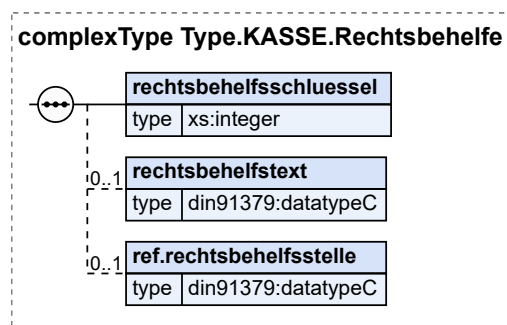 complexType Type.KASSE.Rechtsbehelfe
rechtsbehelfsschluessel
type xs:integer
0..1 rechtsbehelfstext
type din91379:datatypeC
0..1 ref.rechtsbehelfsstelle
type din91379:datatypeC